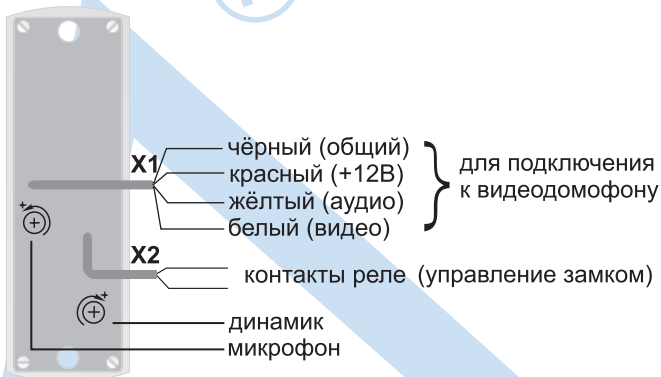 X1
чёрный (общий)
красный (+12В)
жёлтый (аудио)
белый (видео)
для подключения
к видеодомофону
X2
контакты реле (управление замком)
динамик
микрофон